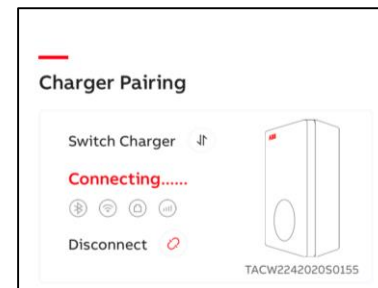 Charger Pairing
Switch Charger
Connecting......
Disconnect
TACW2242020S0155